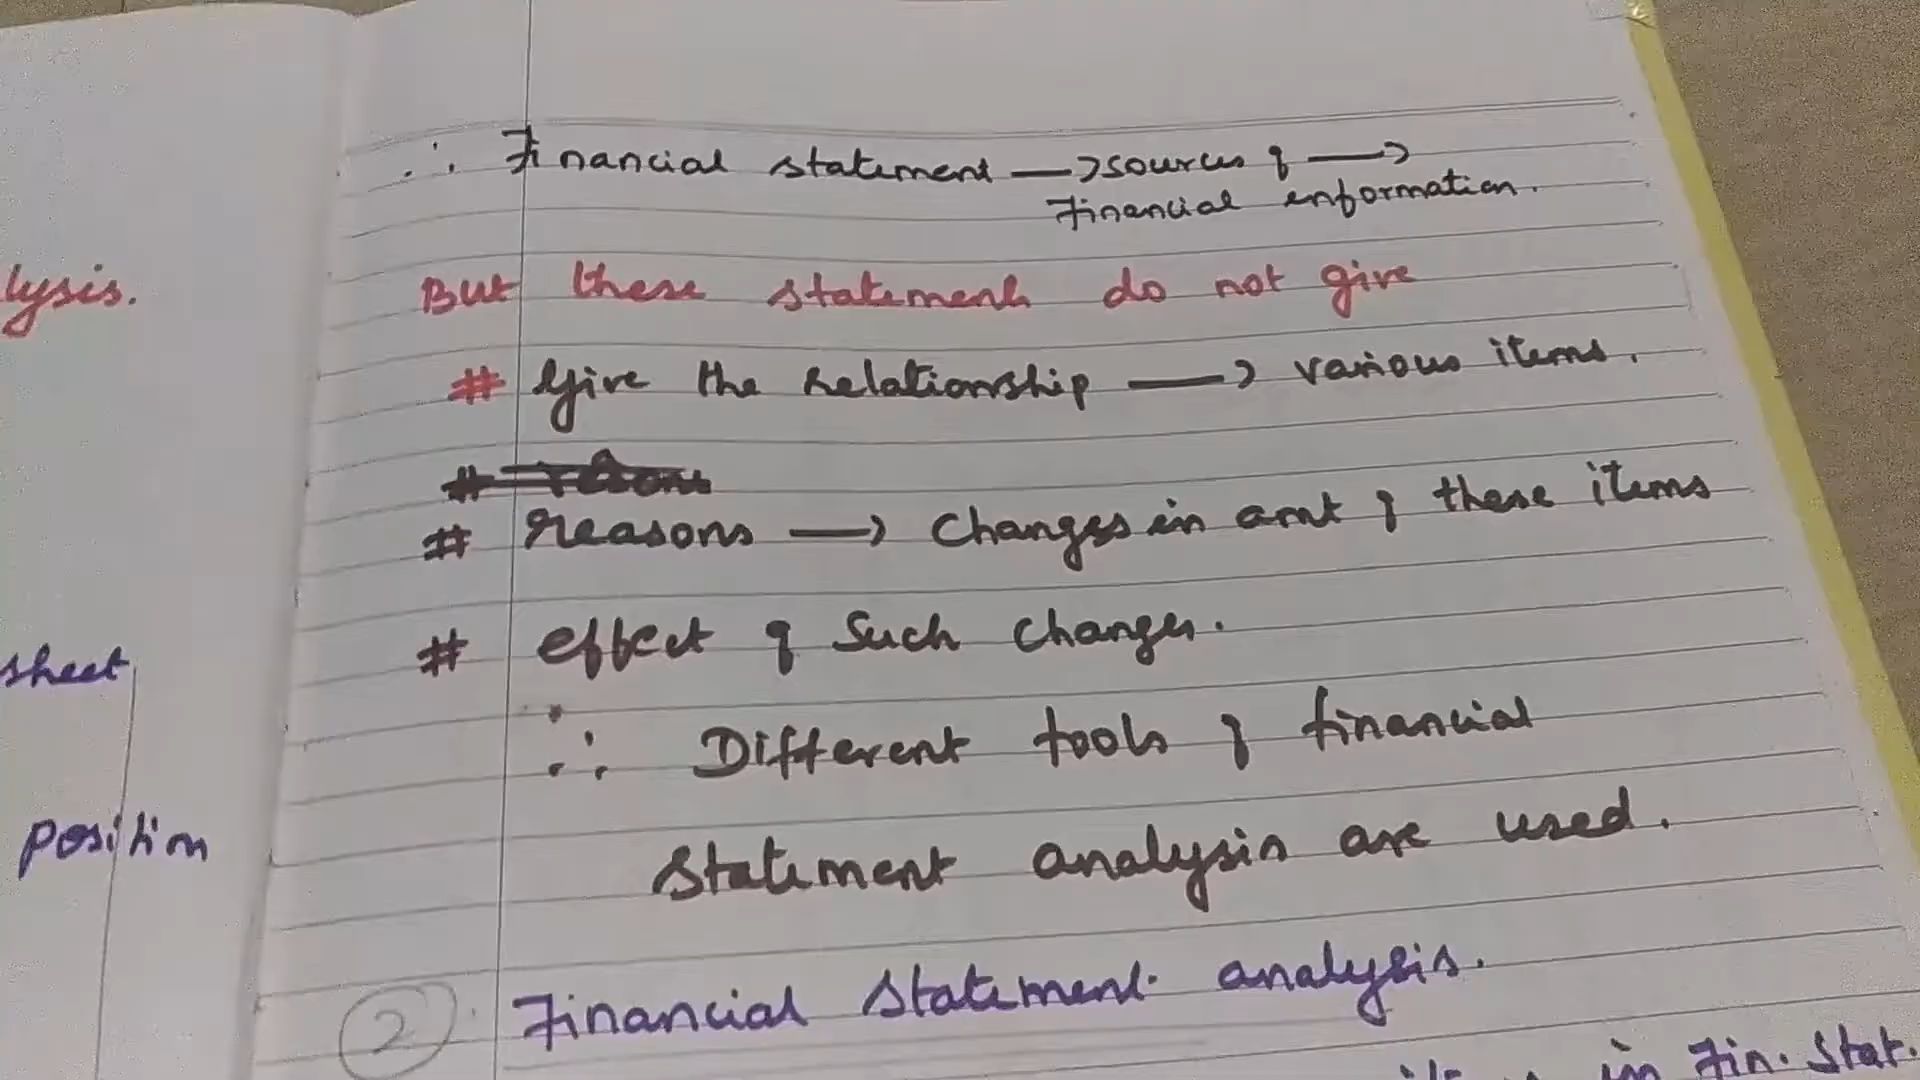 lysis.
sheet
position
∴ Financial statement → sources of →
Financial enformation.
But these statements do not give
# Give the relationship → various items.
# reasons → Changes in amt of these items
# effect of Such changes.
∴ Different tools of financial
statement analysis are used.
② Financial statement analysis.
in Fin. Stat.